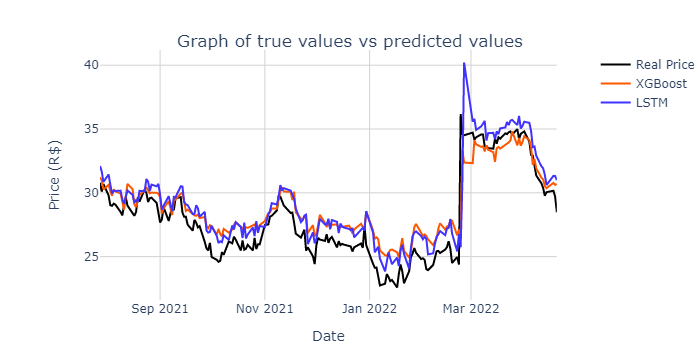 Graph of true values vs predicted values
Real Price
XGBoost
LSTM
Price (R$)
40
35
30
25
Sep 2021
Nov 2021
Jan 2022
Mar 2022
Date